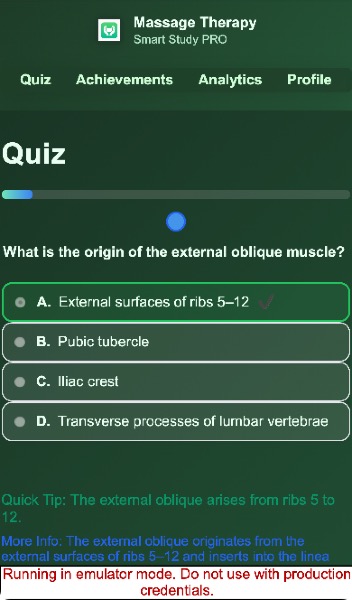 Massage Therapy
Smart Study PRO
Quiz Achievements Analytics Profile
Quiz
What is the origin of the external oblique muscle?
A. External surfaces of ribs 5–12
B. Pubic tubercle
C. Iliac crest
D. Transverse processes of lumbar vertebrae
Quick Tip: The external oblique arises from ribs 5 to
12.
More Info: The external oblique originates from the
external surfaces of ribs 5–12 and inserts into the linea
Running in emulator mode. Do not use with production
credentials.